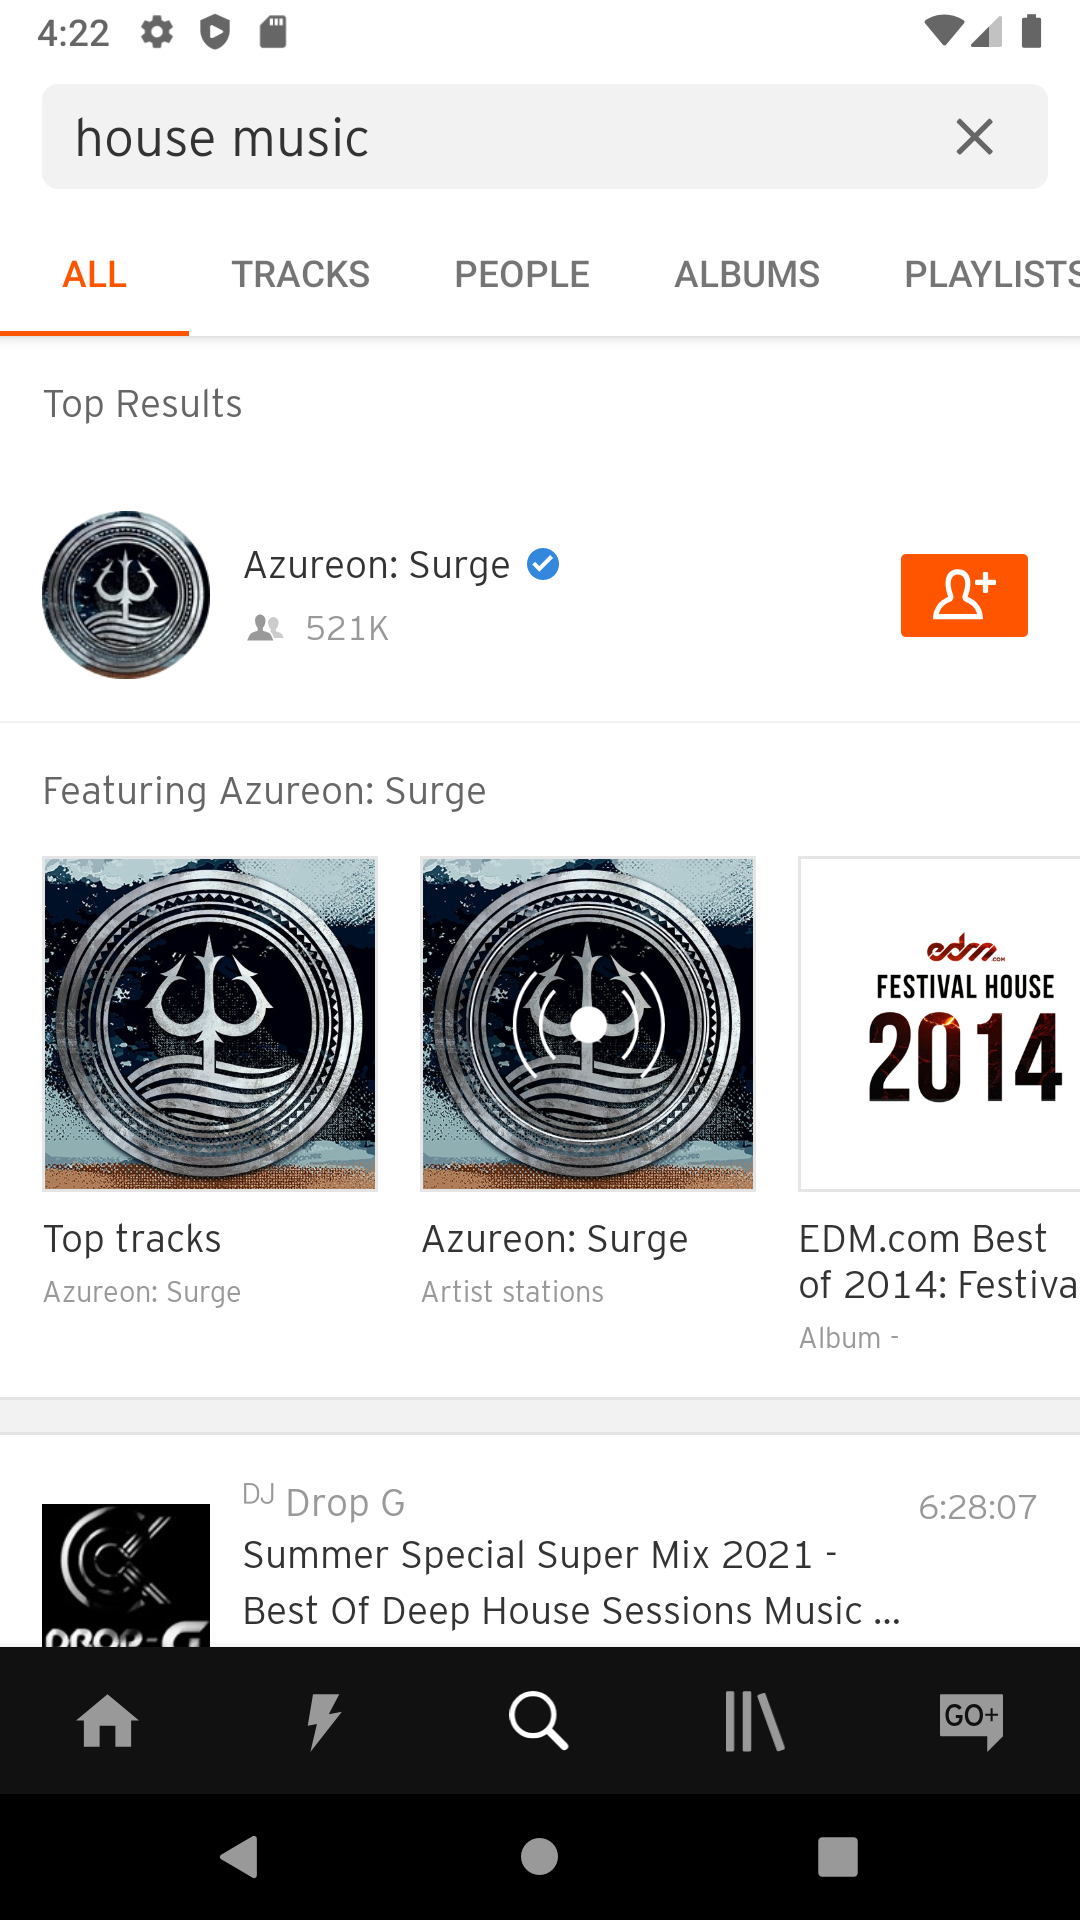 4:22
house music
ALL
TRACKS
PEOPLE
ALBUMS
PLAYLISTS
Top Results
Azureon: Surge
521K
Featuring Azureon: Surge
edm.com
FESTIVAL HOUSE
2014
Top tracks
Azureon: Surge
Azureon: Surge
Artist stations
EDM.com Best
of 2014: Festiva
Album -
DJ Drop G
6:28:07
Summer Special Super Mix 2021 -
Best Of Deep House Sessions Music ...
DROP-G
GO+